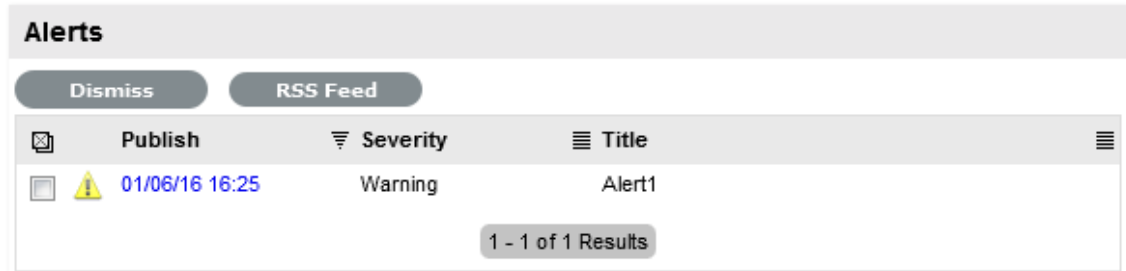 Alerts
Dismiss RSS Feed
Publish Severity Title
01/06/16 16:25 Warning Alert1
1 - 1 of 1 Results